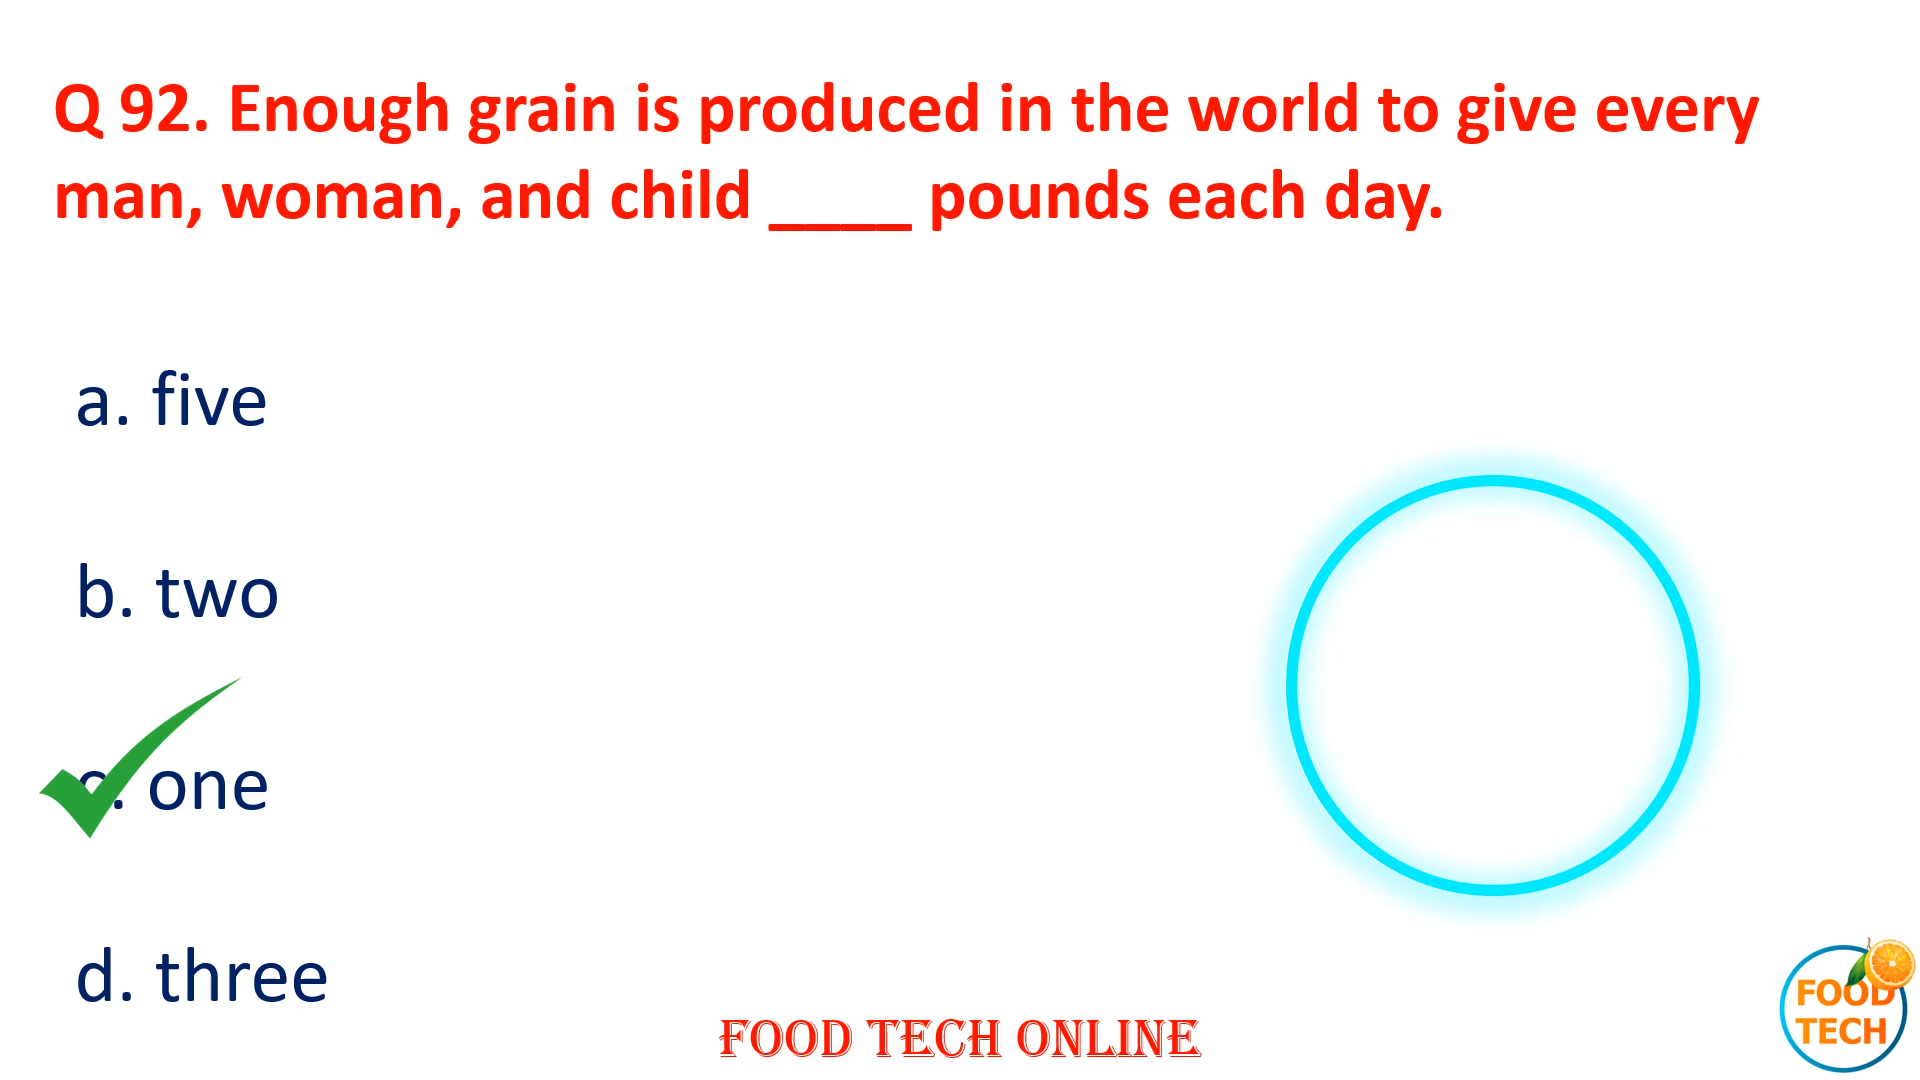 Q 92. Enough grain is produced in the world to give every
man, woman, and child ____ pounds each day.
a. five
b. two
c. one
d. three
FOOD TECH ONLINE
FOOD
TECH